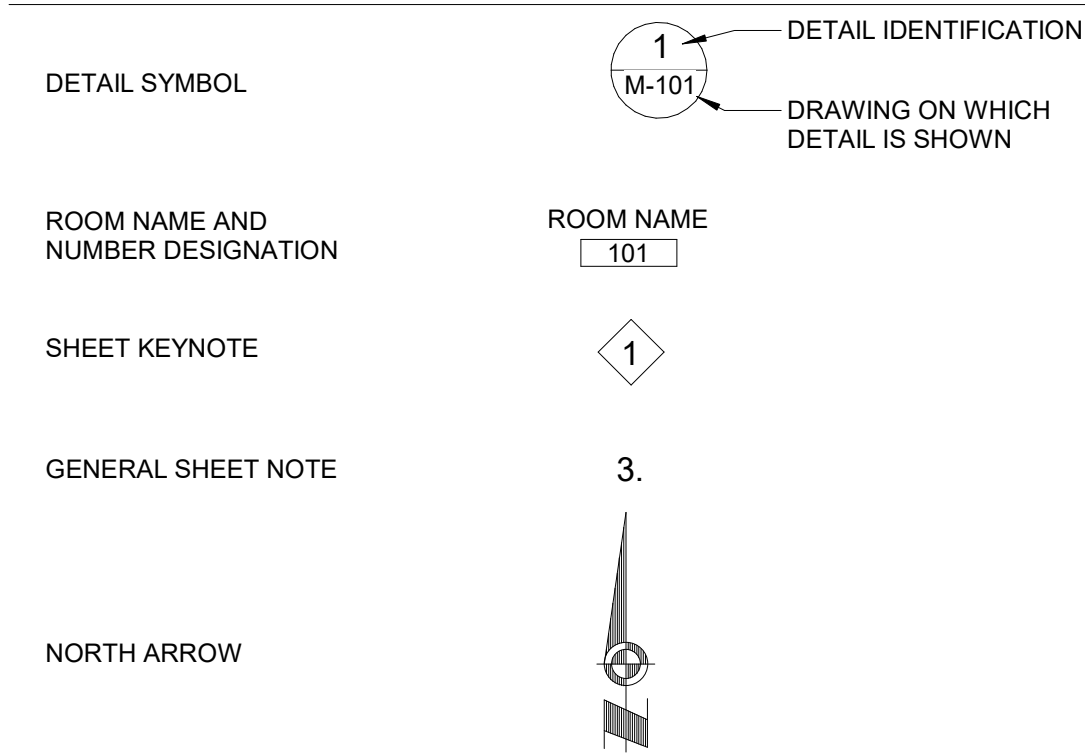 DETAIL SYMBOL
1
M-101
DETAIL IDENTIFICATION
DRAWING ON WHICH
DETAIL IS SHOWN
ROOM NAME AND
NUMBER DESIGNATION
ROOM NAME
101
SHEET KEYNOTE
1
GENERAL SHEET NOTE
3.
NORTH ARROW